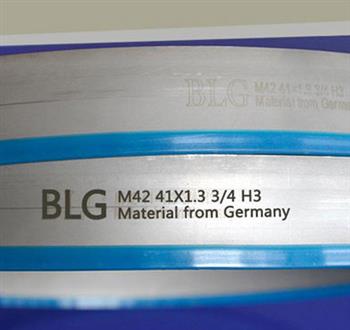 BLG M42 41x1.3 3/4 H3
Material from Germany
BLG M42 41X1.3 3/4 H3
Material from Germany